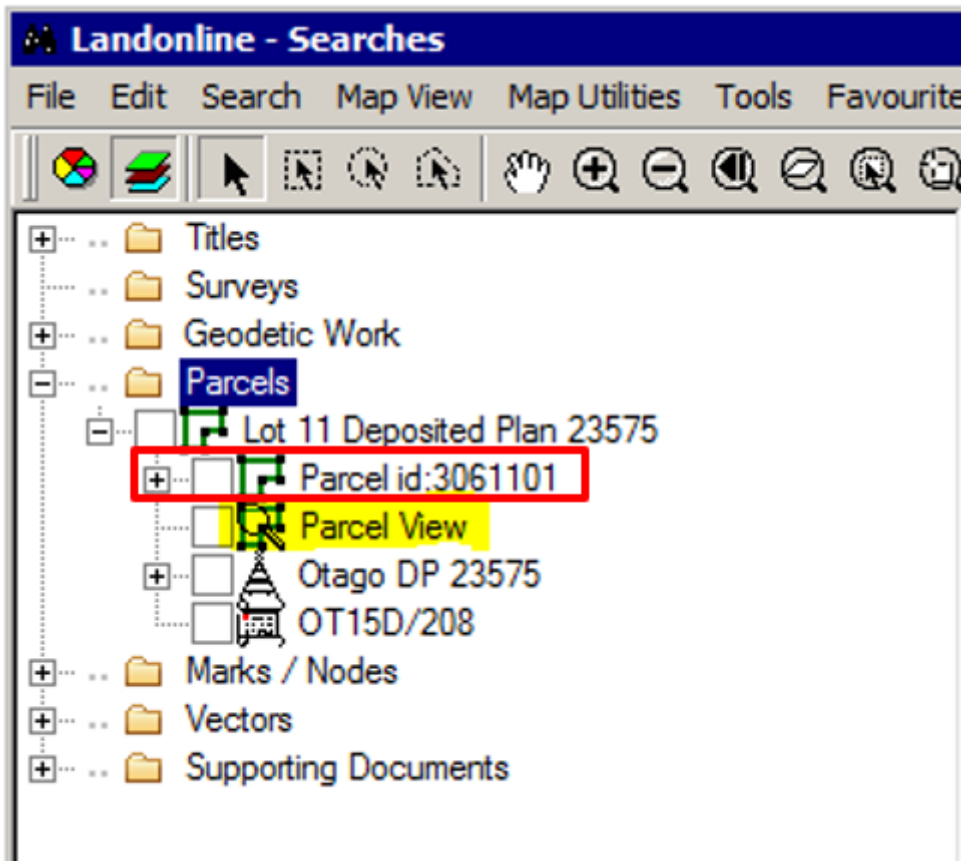 Landonline - Searches
File Edit Search Map View Map Utilities Tools Favourite
Titles
Surveys
Geodetic Work
Parcels
Lot 11 Deposited Plan 23575
Parcel id:3061101
Parcel View
Otago DP 23575
OT15D/208
Marks / Nodes
Vectors
Supporting Documents